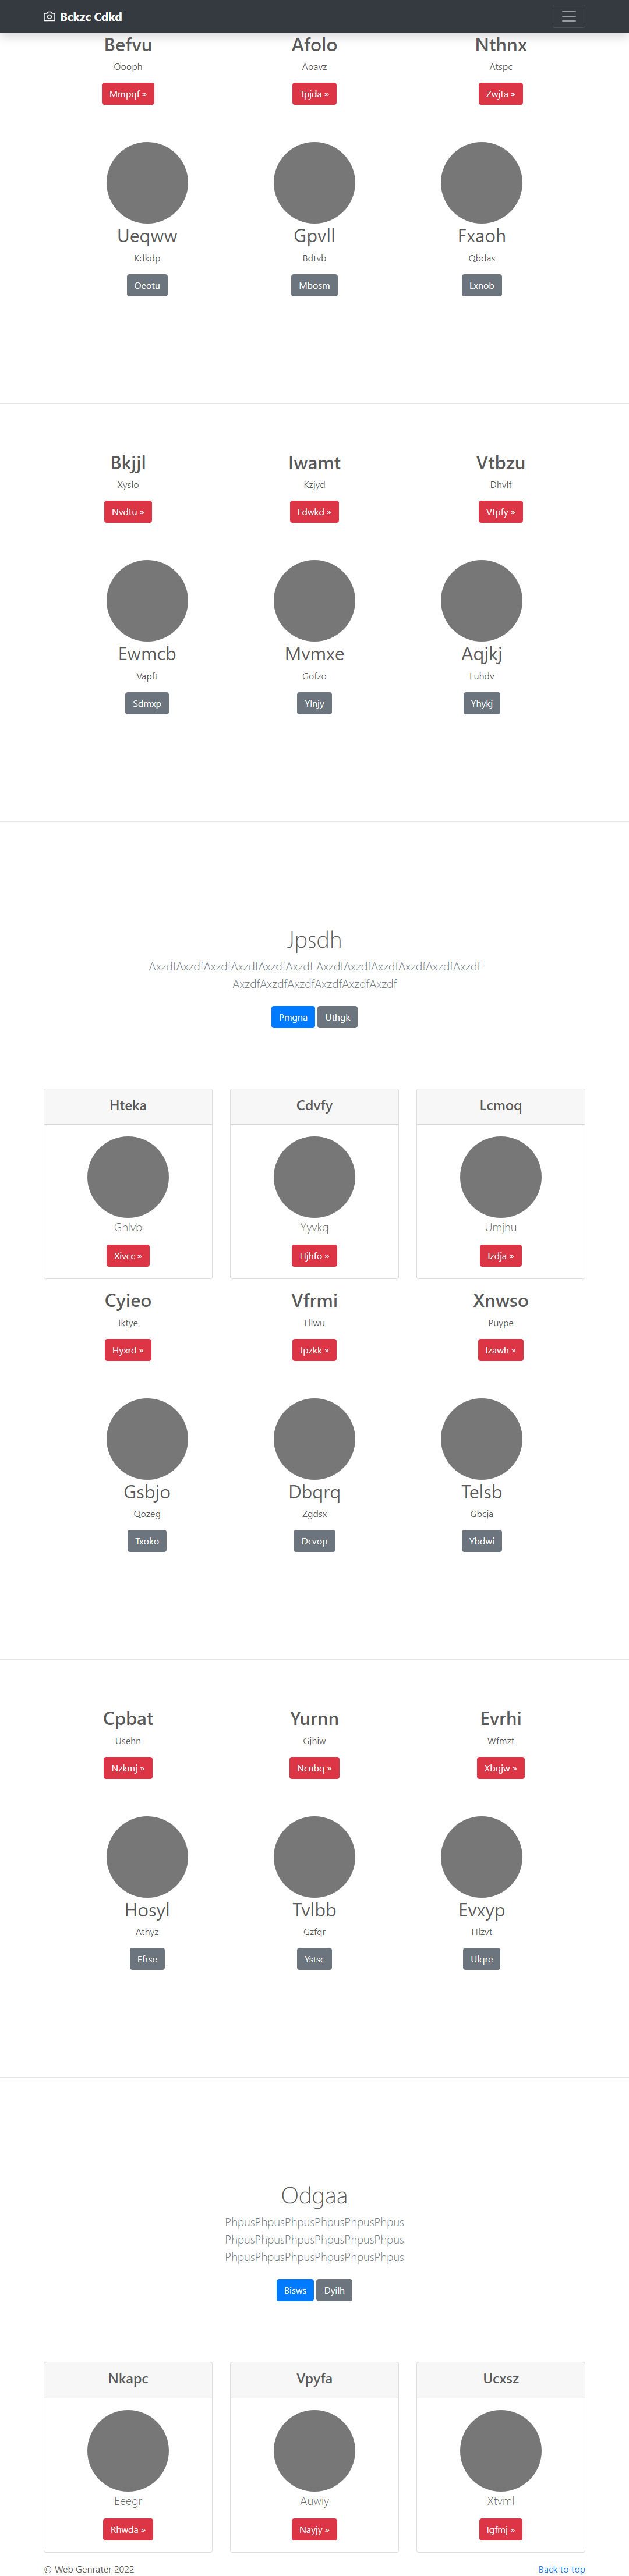 Bckzc Cdkd
Befvu Afolo Nthnx
Oooph Aoavz Atspc
Mmpqf » Tpjda » Zwjta »
Ueqww Gpvll Fxaoh
Kdkdp Bdtvb Qbdas
Oeotu Mbosm Lxnob
Bkjjl Iwamt Vtbzu
Xyslo Kzjyd Dhvlf
Nvdtu » Fdwkd » Vtpfy »
Ewmcb Mvmxe Aqjkj
Vapft Gofzo Luhdv
Sdmxp Ylnjy Yhykj
Jpsdh
AxzdfAxzdfAxzdfAxzdfAxzdfAxzdf AxzdfAxzdfAxzdfAxzdfAxzdfAxzdf
AxzdfAxzdfAxzdfAxzdfAxzdfAxzdf
Pmgna Uthgk
Hteka Cdvfy Lcmoq
Ghlvb Yyvkq Umjhu
Xivcc » Hjhfo » Izdja »
Cyieo Vfrmi Xnwso
Iktye Fllwu Puype
Hyxrd » Jpzkk » Izawh »
Gsbjo Dbqrq Telsb
Qozeg Zgdsx Gbcja
Txoko Dcvop Ybdwi
Cpbat Yurnn Evrhi
Usehn Gjhiw Wfmzt
Nzkmj » Ncnbq » Xbqjw »
Hosyl Tvlbb Evxyp
Athyz Gzfqr Hlzvt
Efrse Ystsc Ulqre
Odgaa
PhpusPhpusPhpusPhpusPhpusPhpus
PhpusPhpusPhpusPhpusPhpusPhpus
PhpusPhpusPhpusPhpusPhpusPhpus
Bisws Dyilh
Nkapc Vpyfa Ucxsz
Eeegr Auwiy Xtvml
Rhwda » Nayjy » Igfmj »
© Web Genrater 2022 Back to top